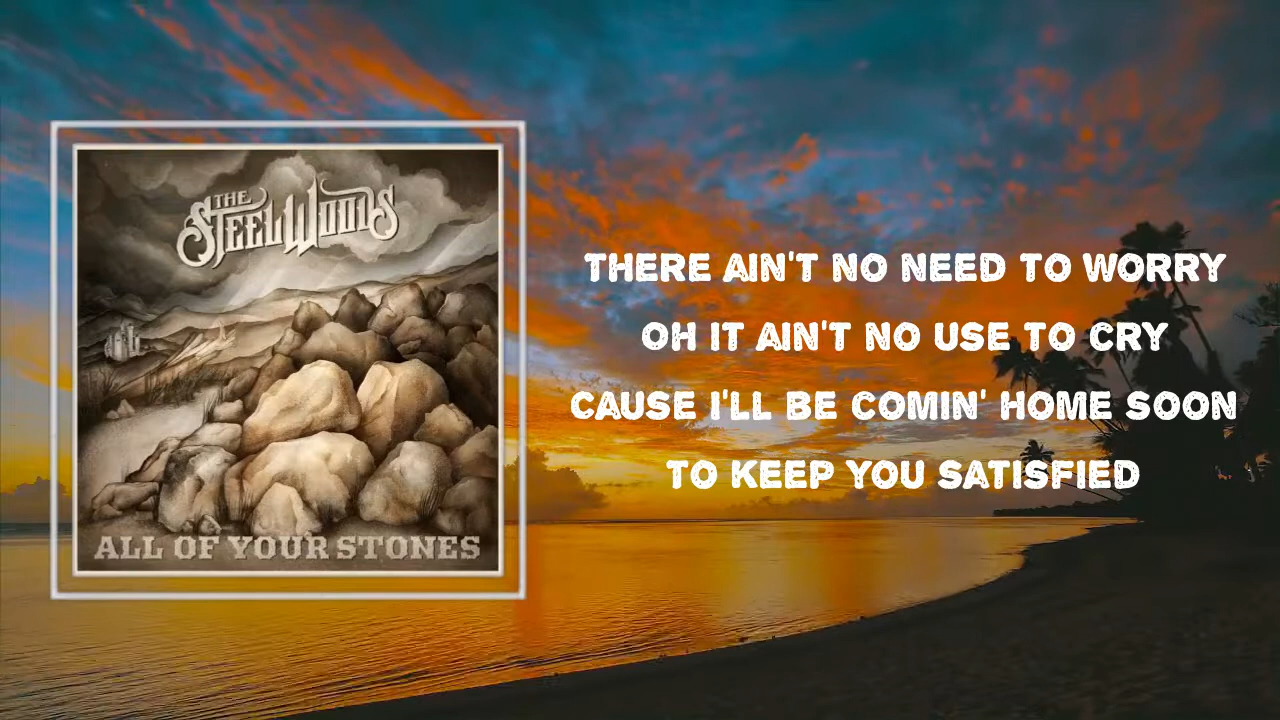 THE
STEEL WOODS
ALL OF YOUR STONES
THERE AIN'T NO NEED TO WORRY
OH IT AIN'T NO USE TO CRY
CAUSE I'LL BE COMIN' HOME SOON
TO KEEP YOU SATISFIED